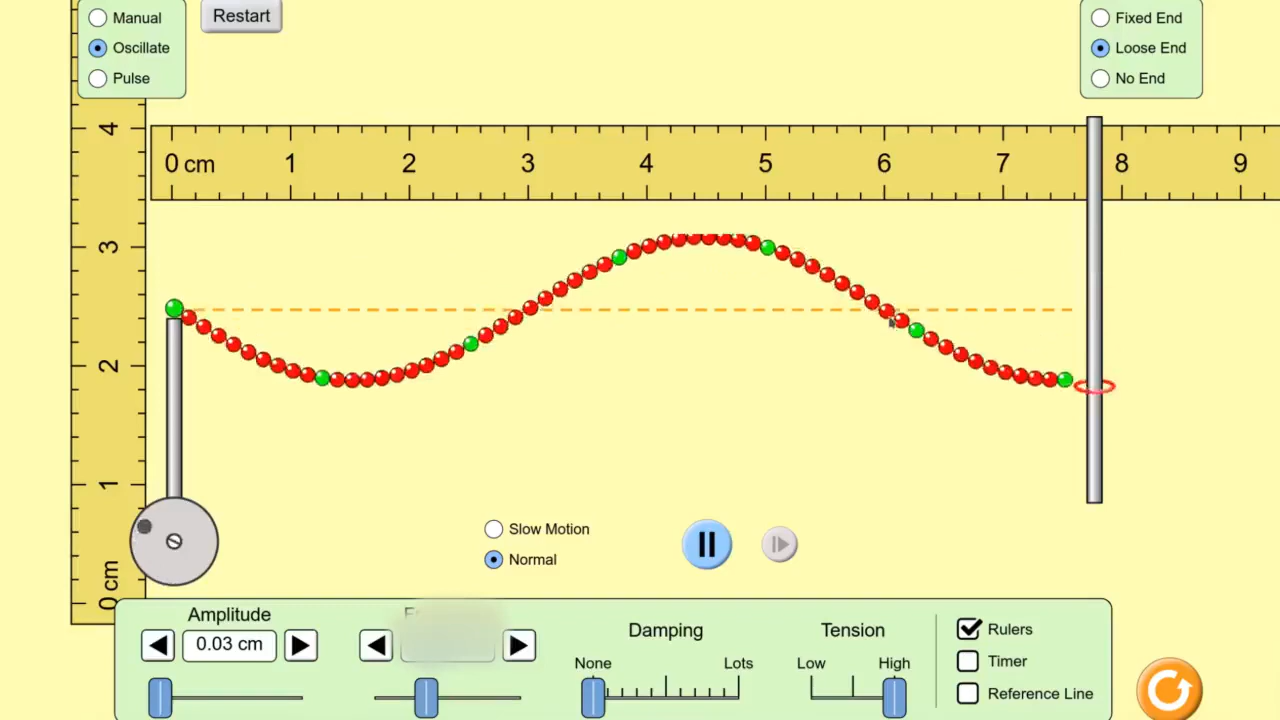 Manual
Oscillate
Pulse
Restart
Fixed End
Loose End
No End
0 cm 1 2 3 4 5 6 7 8 9
4
3
2
1
0 cm
Slow Motion
Normal
Amplitude
0.03 cm
Damping
None
Lots
Tension
Low
High
Rulers
Timer
Reference Line